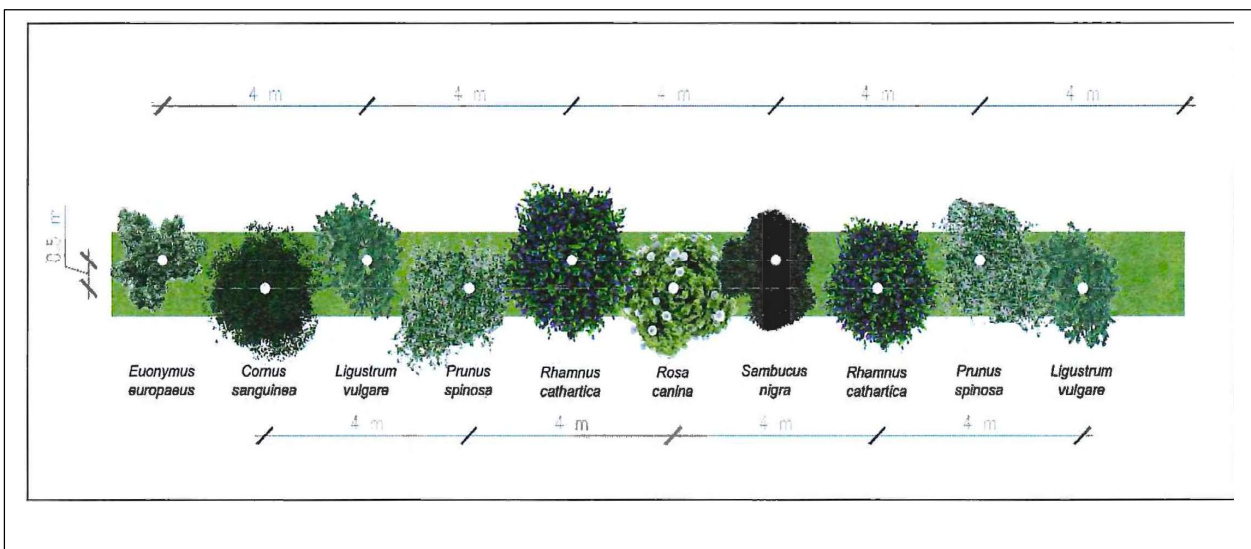 4 m
4 m
4 m
4 m
4 m
0.5 m
Euonymus
europaeus
Cornus
sanguinea
Ligustrum
vulgare
Prunus
spinosa
Rhamnus
cathartica
Rosa
canina
Sambucus
nigra
Rhamnus
cathartica
Prunus
spinosa
Ligustrum
vulgare
4 m
4 m
4 m
4 m